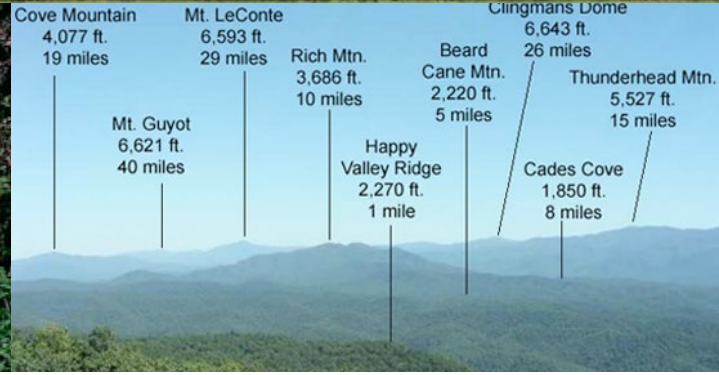 Cove Mountain
4,077 ft.
19 miles
Mt. LeConte
6,593 ft.
29 miles
Clingmans Dome
6,643 ft.
26 miles
Rich Mtn.
3,686 ft.
10 miles
Beard
Cane Mtn.
2,220 ft.
5 miles
Thunderhead Mtn.
5,527 ft.
15 miles
Mt. Guyot
6,621 ft.
40 miles
Happy
Valley Ridge
2,270 ft.
1 mile
Cades Cove
1,850 ft.
8 miles